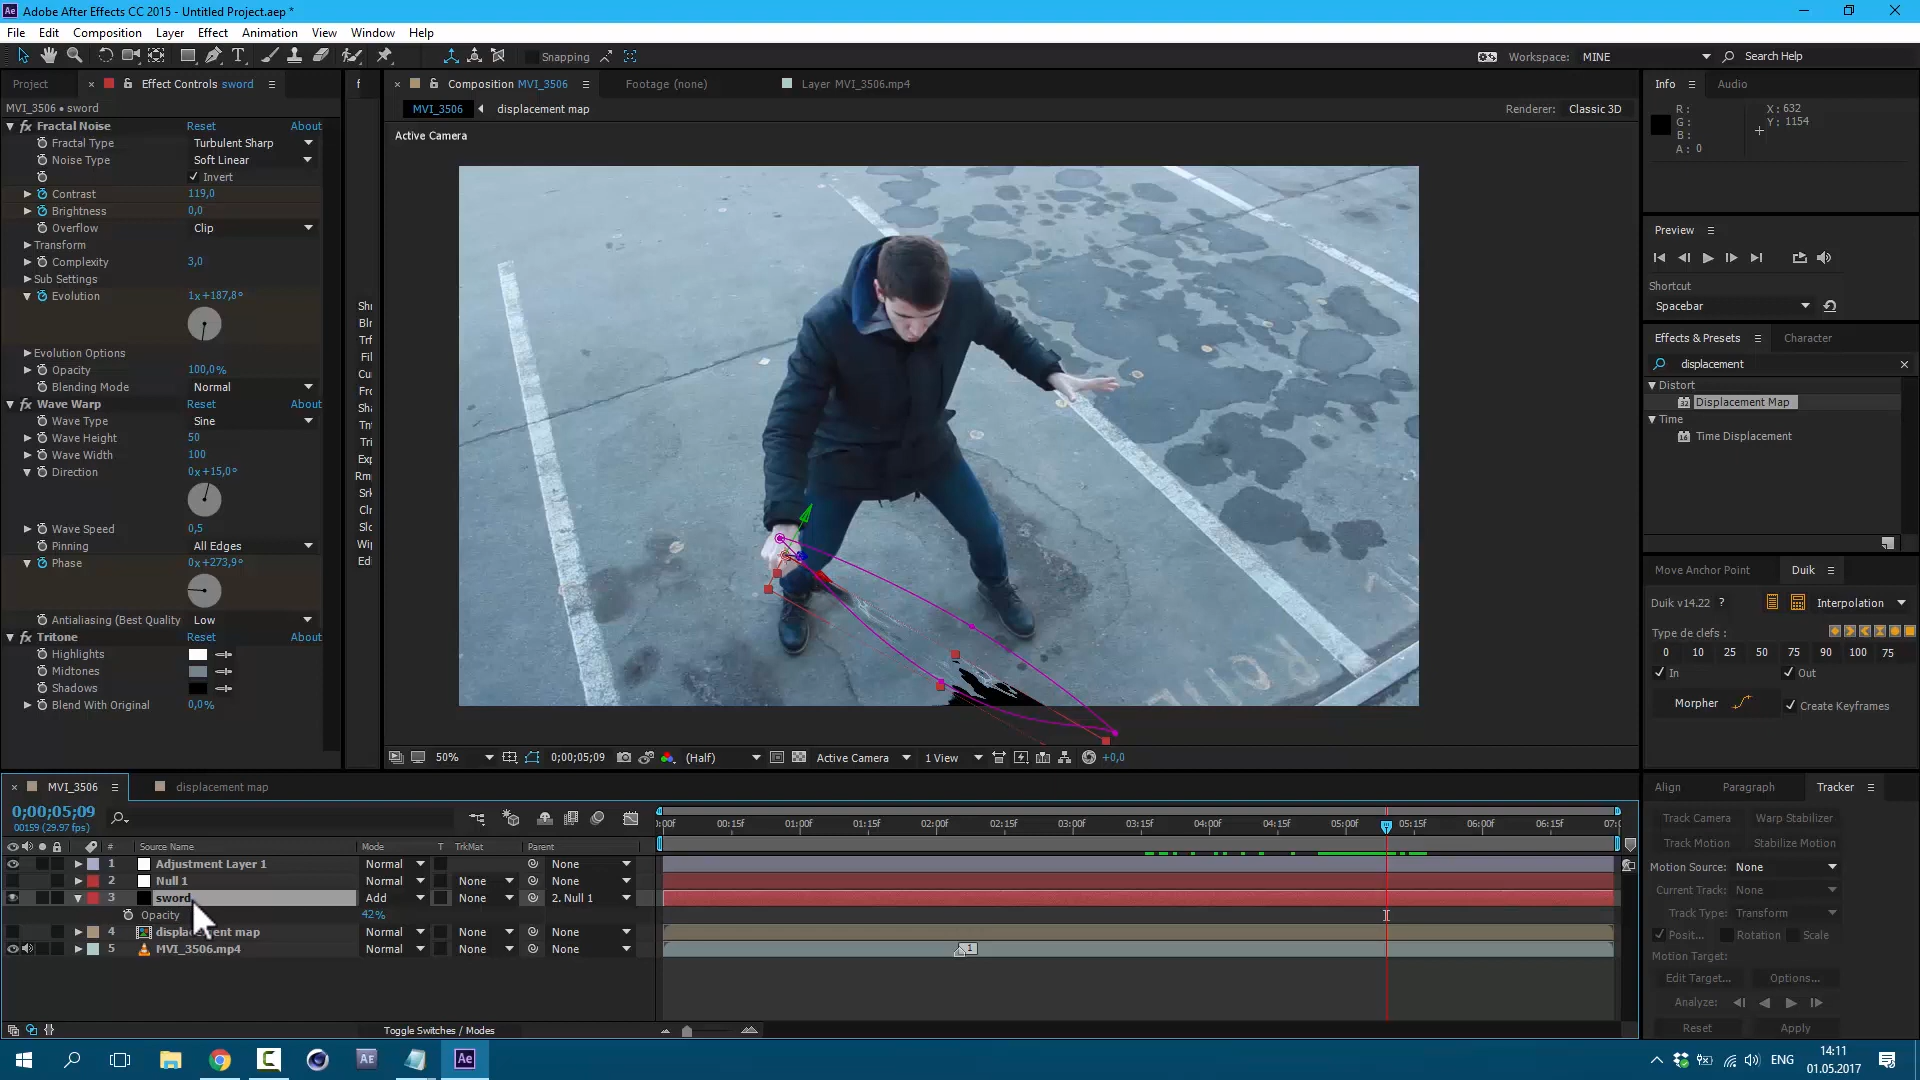 Adobe After Effects CC 2015 - Untitled Project.aep *
File Edit Composition Layer Effect Animation View Window Help
Snapping
Workspace: MINE
Search Help
Project
Effect Controls sword
Composition MVI_3506
Footage (none)
Layer MVI_3506.mp4
Info
Audio
MVI_3506 • sword
MVI_3506
displacement map
Renderer: Classic 3D
R :
G :
B :
A : 0
X : 632
Y : 1154
Active Camera
fx Fractal Noise Reset About
Fractal Type Turbulent Sharp
Noise Type Soft Linear
Invert
Contrast 119,0
Brightness 0,0
Overflow Clip
Transform
Complexity 3,0
Sub Settings
Evolution 1x+187,8°
Evolution Options
Opacity 100,0%
Blending Mode Normal
fx Wave Warp Reset About
Wave Type Sine
Wave Height 50
Wave Width 100
Direction 0x+15,0°
Wave Speed 0,5
Pinning All Edges
Phase 0x+273,9°
Antialiasing (Best Quality Low
fx Tritone Reset About
Highlights
Midtones
Shadows
Blend With Original 0,0%
Preview
Shortcut
Spacebar
Effects & Presets
Character
displacement
Distort
Displacement Map
Time
Time Displacement
Move Anchor Point
Duik
Duik v14.22 ? Interpolation
Type de clefs :
0 10 25 50 75 90 100 75
In Out
Morpher Create Keyframes
50% 0;00;05;09 (Half) Active Camera 1 View +0,0
MVI_3506
displacement map
0;00;05;09
00159 (29.97 fps)
:00f 00:15f 01:00f 01:15f 02:00f 02:15f 03:00f 03:15f 04:00f 04:15f 05:00f 05:15f 06:00f 06:15f 07:0
# Source Name Mode T TrkMat Parent
1 Adjustment Layer 1 Normal None
2 Null 1 Normal None None
3 sword Add None 2. Null 1
Opacity 42%
4 displacement map Normal None None
5 MVI_3506.mp4 Normal None None
1
Toggle Switches / Modes
Align Paragraph Tracker
Track Camera Warp Stabilizer
Track Motion Stabilize Motion
Motion Source: None
Current Track: None
Track Type: Transform
Posit... Rotation Scale
Motion Target:
Edit Target... Options...
Analyze:
Reset Apply
ENG
14:11
01.05.2017